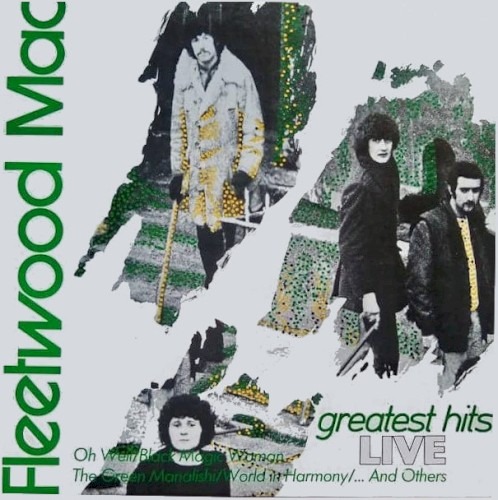 Fleetwood Mac
greatest hits
LIVE
Oh Well/Black Magic Woman
The Green Manalishi/World in Harmony/... And Others